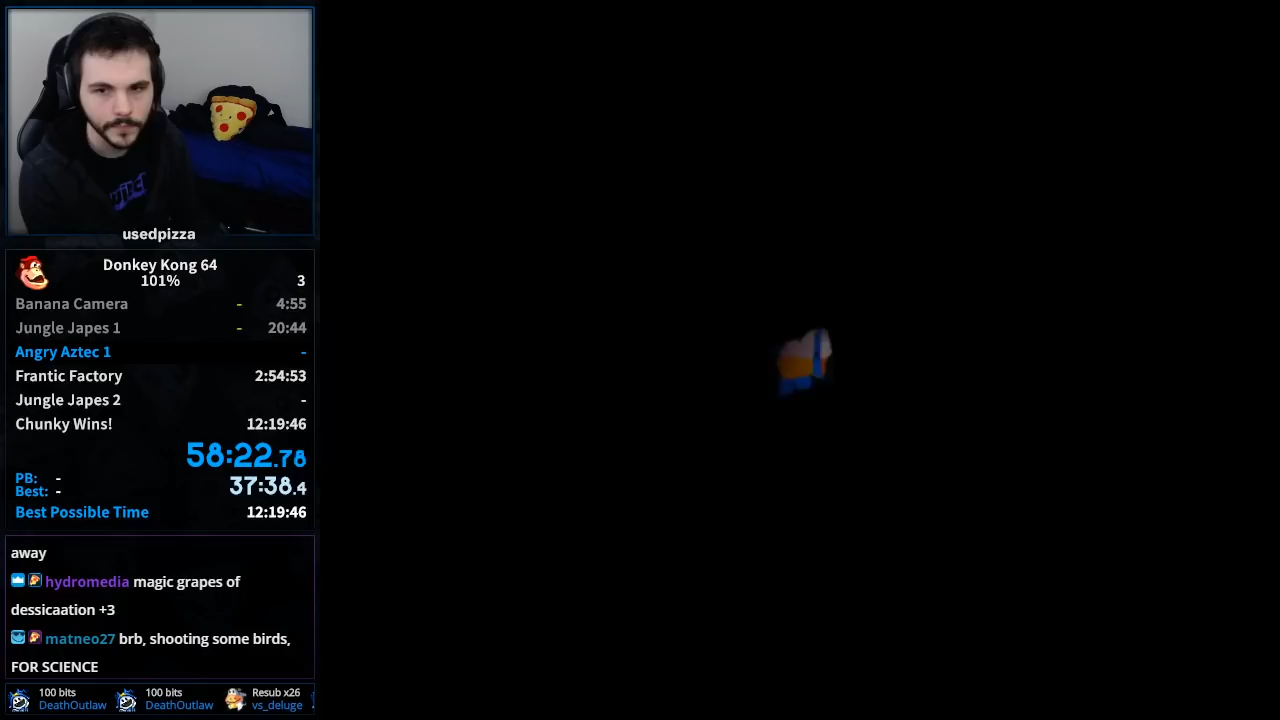 usedpizza
Donkey Kong 64
101% 3
Banana Camera - 4:55
Jungle Japes 1 - 20:44
Angry Aztec 1 -
Frantic Factory 2:54:53
Jungle Japes 2 -
Chunky Wins! 12:19:46
58:22.78
PB: -
Best: - 37:38.4
Best Possible Time 12:19:46
away
hydromedia magic grapes of
dessicaation +3
matneo27 brb, shooting some birds,
FOR SCIENCE
100 bits 100 bits Resub x26
DeathOutlaw DeathOutlaw vs_deluge